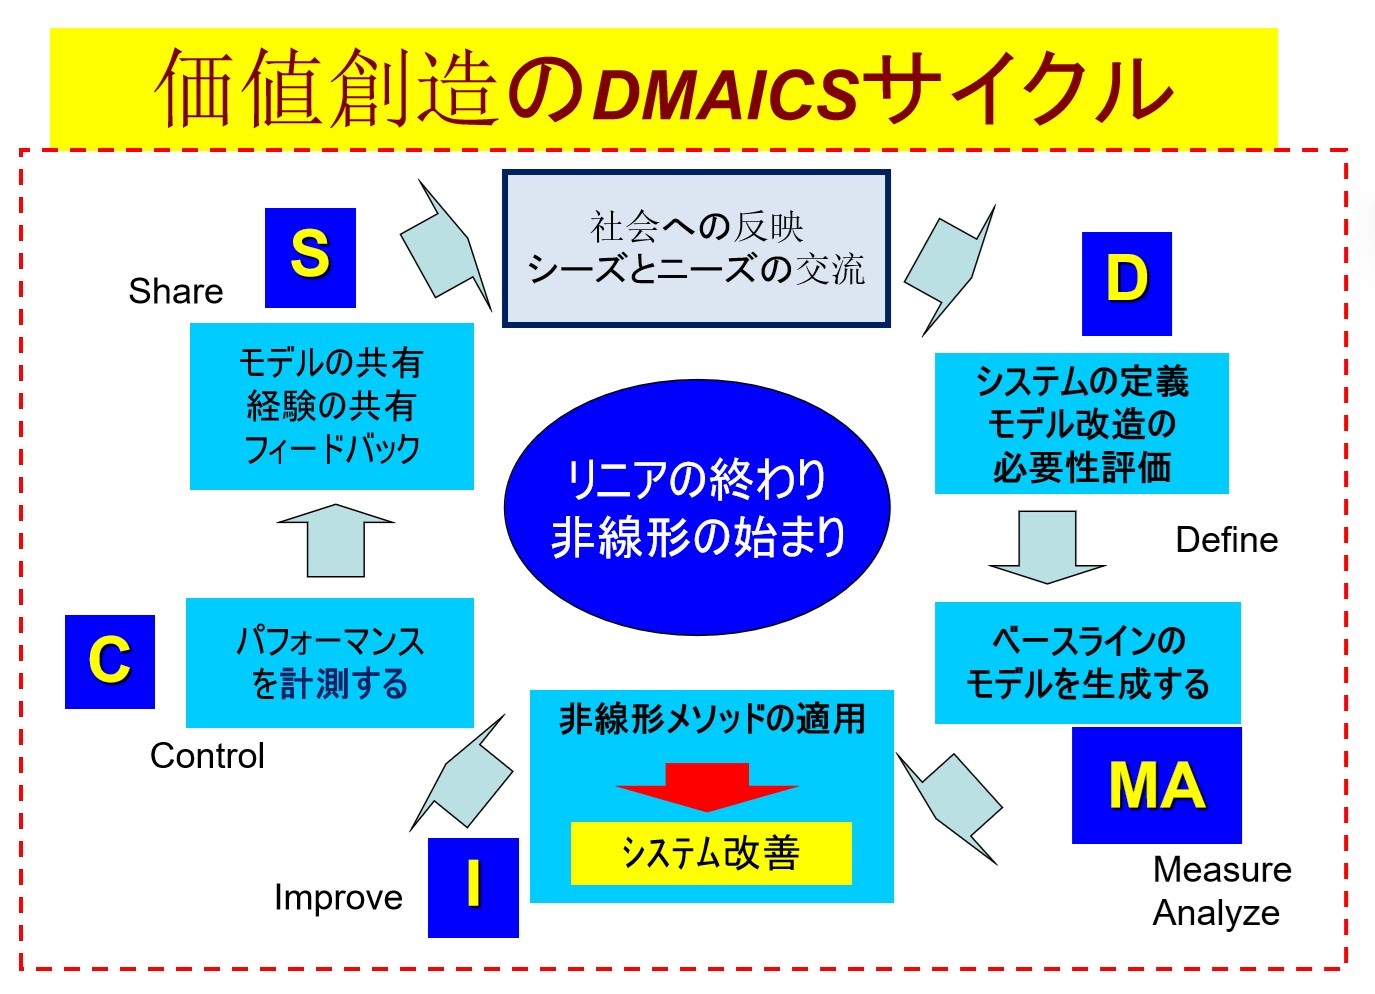 価値創造のDMAICSサイクル
社会への反映
シーズとニーズの交流
D
システムの定義
モデル改造の
必要性評価
Define
ベースラインの
モデルを生成する
MA
Measure
Analyze
非線形メソッドの適用
システム改善
I
Improve
パフォーマンス
を計測する
C
Control
S
Share
モデルの共有
経験の共有
フィードバック
リニアの終わり
非線形の始まり